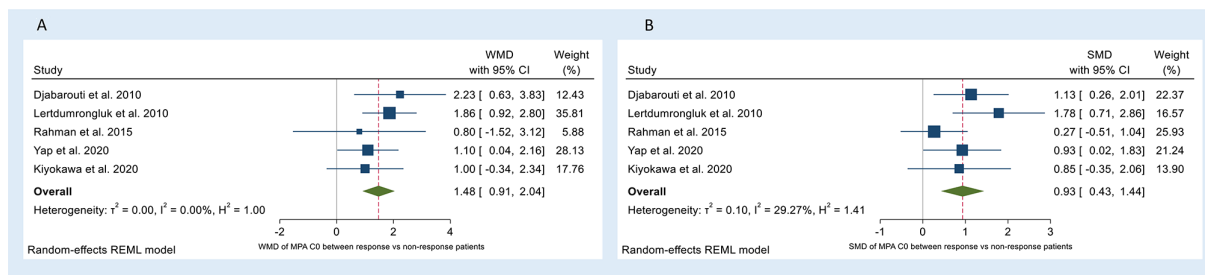 A
WMD Weight
Study with 95% CI (%)
Djabarouti et al. 2010 2.23 [ 0.63, 3.83] 12.43
Lertdumrongluk et al. 2010 1.86 [ 0.92, 2.80] 35.81
Rahman et al. 2015 0.80 [ -1.52, 3.12] 5.88
Yap et al. 2020 1.10 [ 0.04, 2.16] 28.13
Kiyokawa et al. 2020 1.00 [ -0.34, 2.34] 17.76
Overall 1.48 [ 0.91, 2.04]
Heterogeneity: τ² = 0.00, I² = 0.00%, H² = 1.00
-2 0 2 4
WMD of MPA C0 between response vs non-response patients
Random-effects REML model
B
SMD Weight
Study with 95% CI (%)
Djabarouti et al. 2010 1.13 [ 0.26, 2.01] 22.37
Lertdumrongluk et al. 2010 1.78 [ 0.71, 2.86] 16.57
Rahman et al. 2015 0.27 [ -0.51, 1.04] 25.93
Yap et al. 2020 0.93 [ 0.02, 1.83] 21.24
Kiyokawa et al. 2020 0.85 [ -0.35, 2.06] 13.90
Overall 0.93 [ 0.43, 1.44]
Heterogeneity: τ² = 0.10, I² = 29.27%, H² = 1.41
-1 0 1 2 3
SMD of MPA C0 between response vs non-response patients
Random-effects REML model